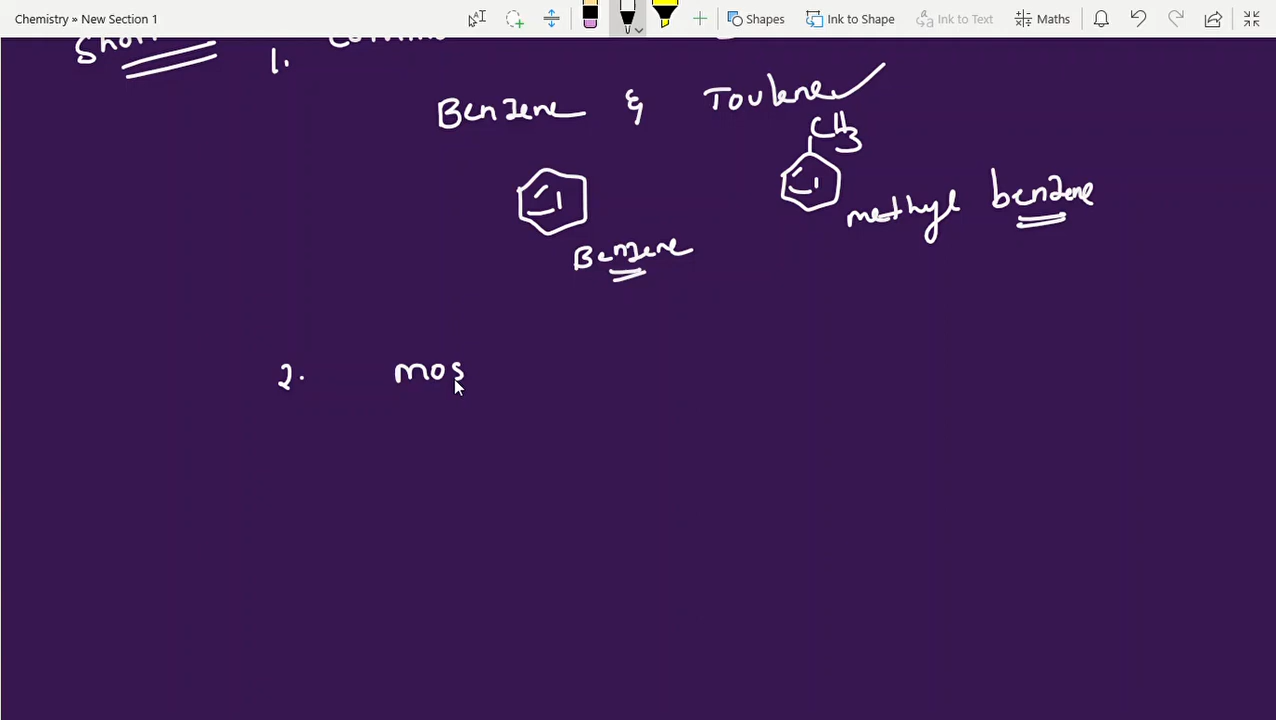 Chemistry » New Section 1
Shapes
Ink to Shape
Ink to Text
Maths
1.
Benzene & Toulene
CH3
methyl benzene
Benzene
2. mos